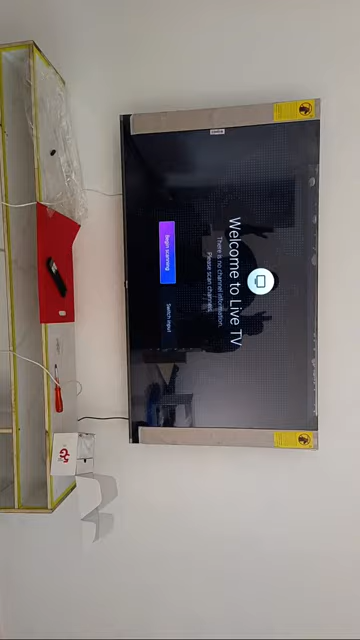 Welcome to Live TV
There is no channel information.
Please scan channels.
Begin scanning
Switch input